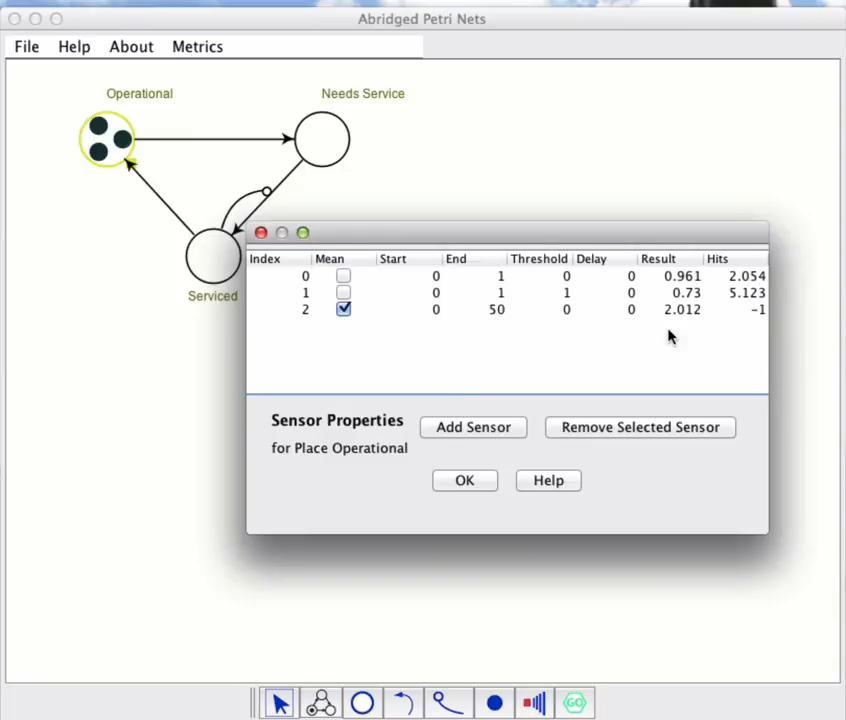 Abridged Petri Nets
File Help About Metrics
Operational
Needs Service
Serviced
Index Mean Start End Threshold Delay Result Hits
0 0 1 0 0 0.961 2.054
1 0 1 1 0 0.73 5.123
2 0 50 0 0 2.012 -1
Sensor Properties
Add Sensor
Remove Selected Sensor
for Place Operational
OK
Help
GO